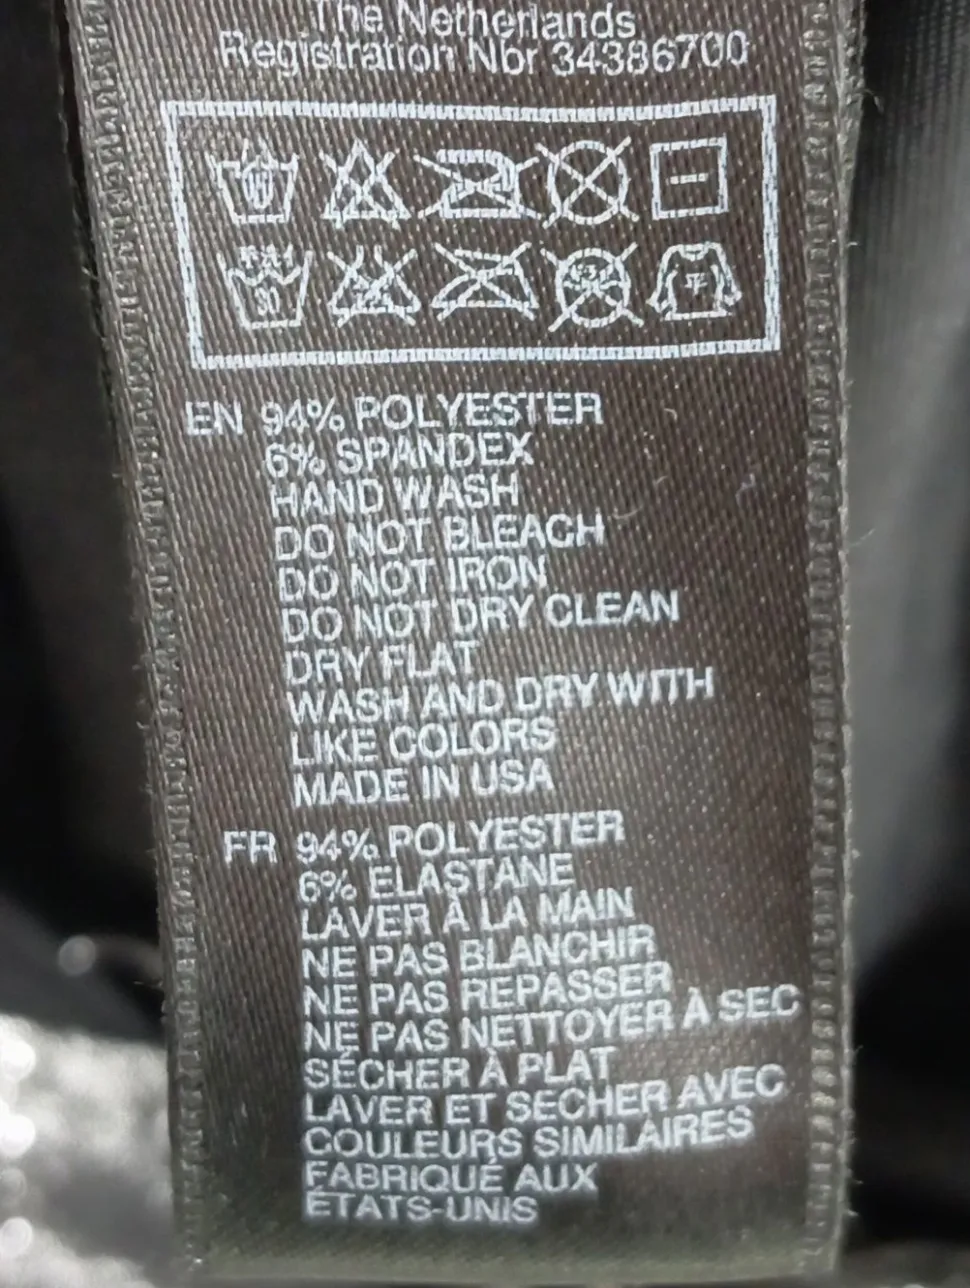 The Netherlands
Registration Nbr 34386700
30
平
EN 94% POLYESTER
6% SPANDEX
HAND WASH
DO NOT BLEACH
DO NOT IRON
DO NOT DRY CLEAN
DRY FLAT
WASH AND DRY WITH
LIKE COLORS
MADE IN USA
FR 94% POLYESTER
6% ELASTANE
LAVER À LA MAIN
NE PAS BLANCHIR
NE PAS REPASSER
NE PAS NETTOYER À SEC
SÉCHER À PLAT
LAVER ET SECHER AVEC
COULEURS SIMILAIRES
FABRIQUÉ AUX
ÉTATS-UNIS